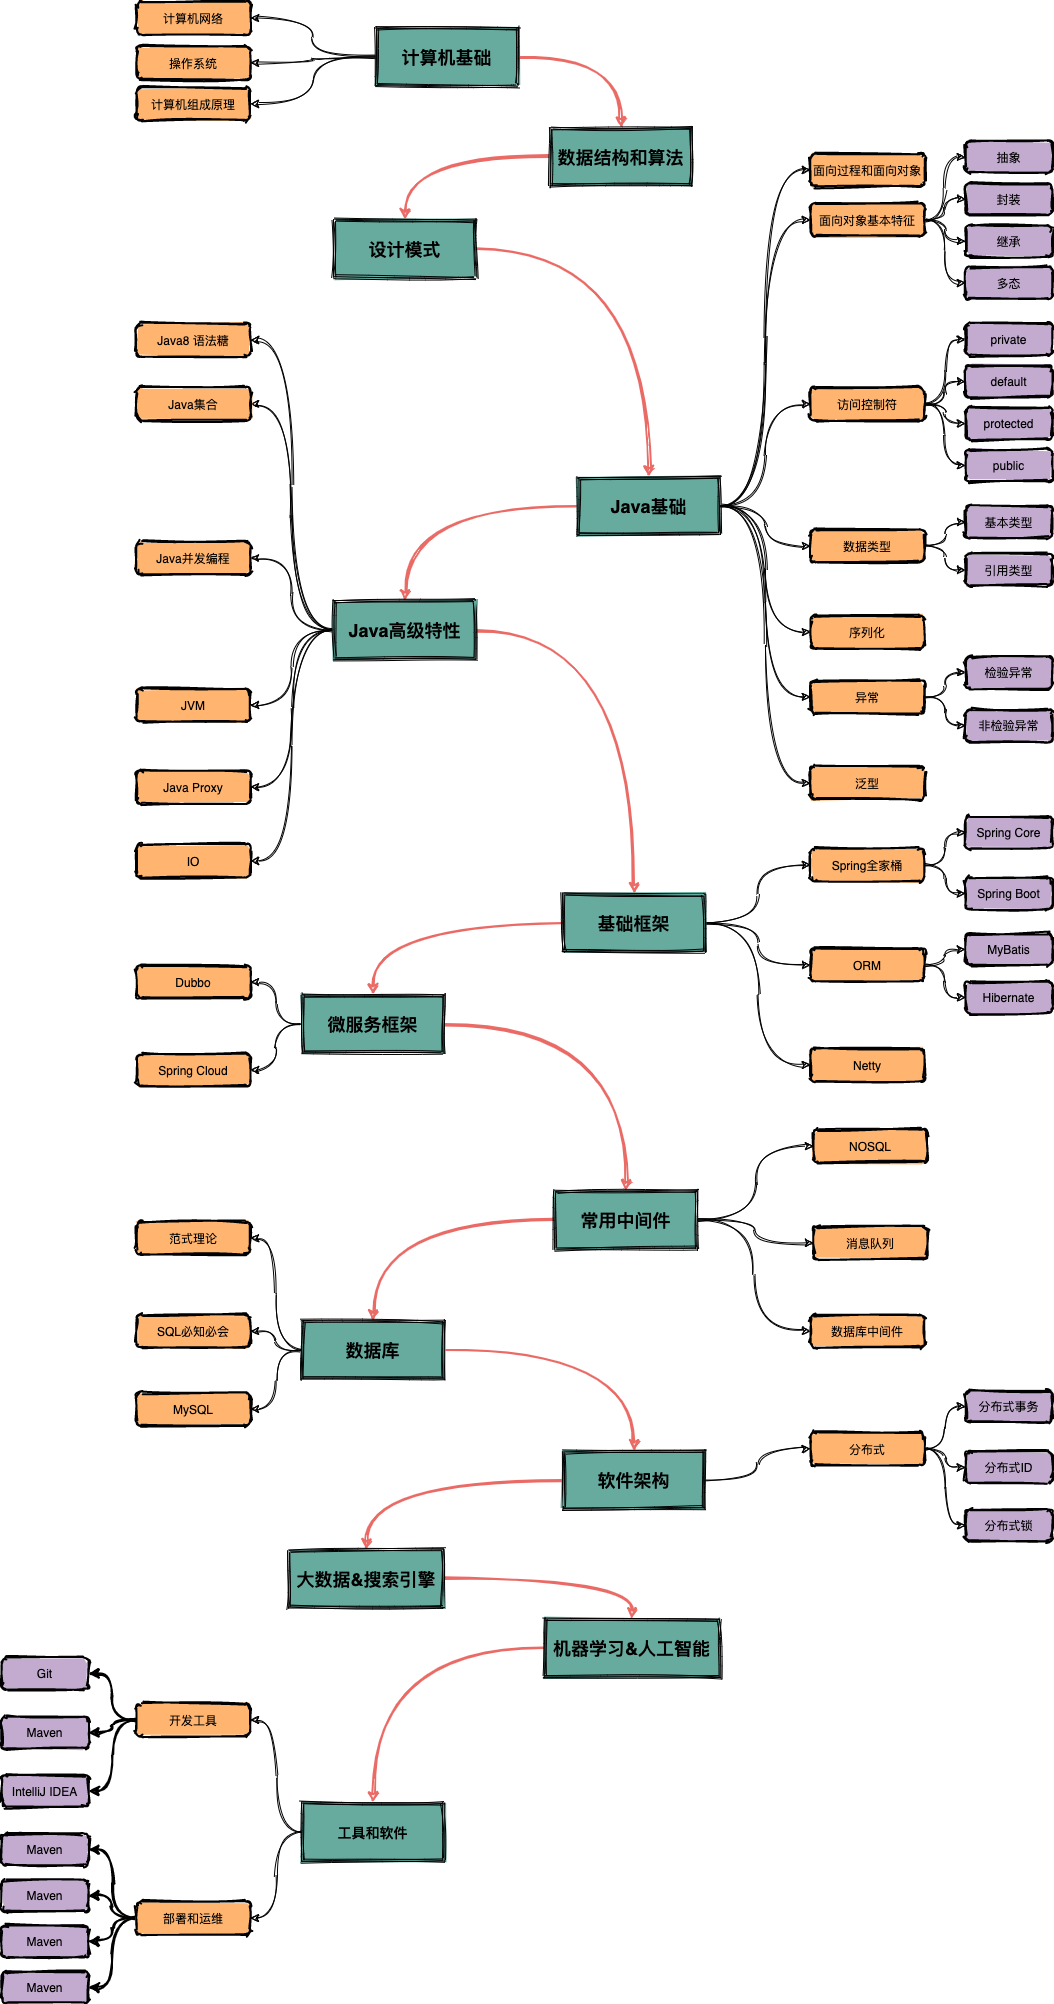 计算机网络
操作系统
计算机组成原理
计算机基础
数据结构和算法
设计模式
面向过程和面向对象
面向对象基本特征
抽象
封装
继承
多态
Java8 语法糖
Java集合
Java并发编程
JVM
Java Proxy
IO
访问控制符
private
default
protected
public
Java基础
数据类型
基本类型
引用类型
序列化
异常
检验异常
非检验异常
泛型
Java高级特性
Spring全家桶
Spring Core
Spring Boot
基础框架
ORM
MyBatis
Hibernate
Netty
Dubbo
Spring Cloud
微服务框架
NOSQL
消息队列
数据库中间件
常用中间件
范式理论
SQL必知必会
MySQL
数据库
软件架构
分布式
分布式事务
分布式ID
分布式锁
大数据&搜索引擎
机器学习&人工智能
Git
Maven
IntelliJ IDEA
开发工具
工具和软件
Maven
Maven
Maven
Maven
部署和运维